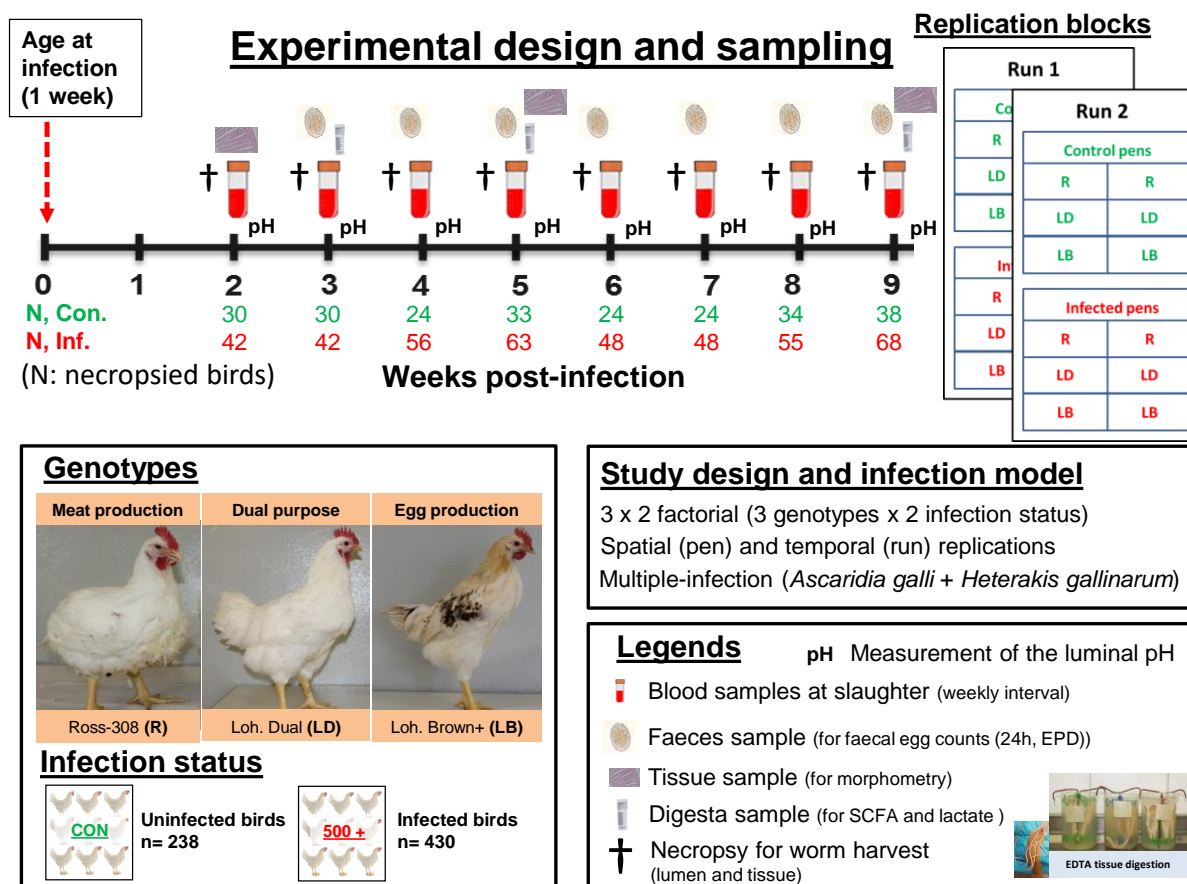 Age at
infection
(1 week)
Experimental design and sampling
Replication blocks
Run 1
R
LD
LB
R
LD
LB
Run 2
Control pens
R R
LD LD
LB LB
Infected pens
R R
LD LD
LB LB
pH pH pH pH pH pH pH pH
0 1 2 3 4 5 6 7 8 9
N, Con. 30 30 24 33 24 24 34 38
N, Inf. 42 42 56 63 48 48 55 68
(N: necropsied birds) Weeks post-infection
Genotypes
Meat production Dual purpose Egg production
Ross-308 (R) Loh. Dual (LD) Loh. Brown+ (LB)
Infection status
CON
Uninfected birds
n= 238
500 +
Infected birds
n= 430
Study design and infection model
3 x 2 factorial (3 genotypes x 2 infection status)
Spatial (pen) and temporal (run) replications
Multiple-infection (Ascaridia galli + Heterakis gallinarum)
Legends pH Measurement of the luminal pH
Blood samples at slaughter (weekly interval)
Faeces sample (for faecal egg counts (24h, EPD))
Tissue sample (for morphometry)
Digesta sample (for SCFA and lactate )
Necropsy for worm harvest
(lumen and tissue)
EDTA tissue digestion